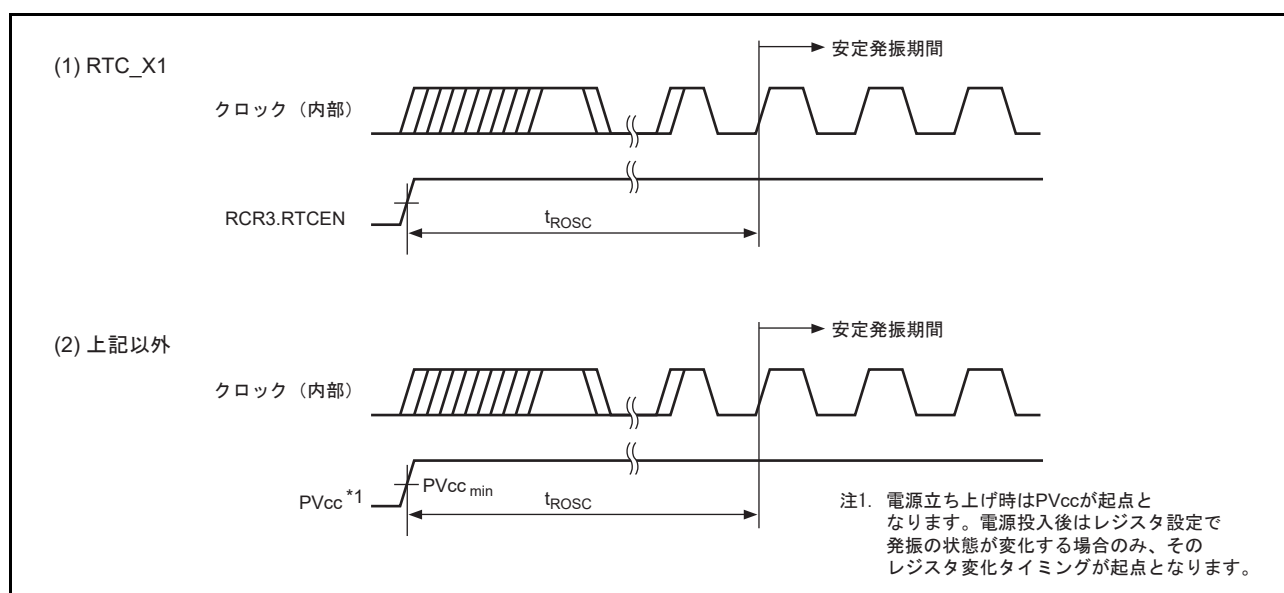 (1) RTC_X1
安定発振期間
クロック（内部）
RCR3.RTCEN
tROSC
(2) 上記以外
安定発振期間
クロック（内部）
PVcc *1
PVcc min
tROSC
注1. 電源立ち上げ時はPVccが起点と
なります。電源投入後はレジスタ設定で
発振の状態が変化する場合のみ、その
レジスタ変化タイミングが起点となります。